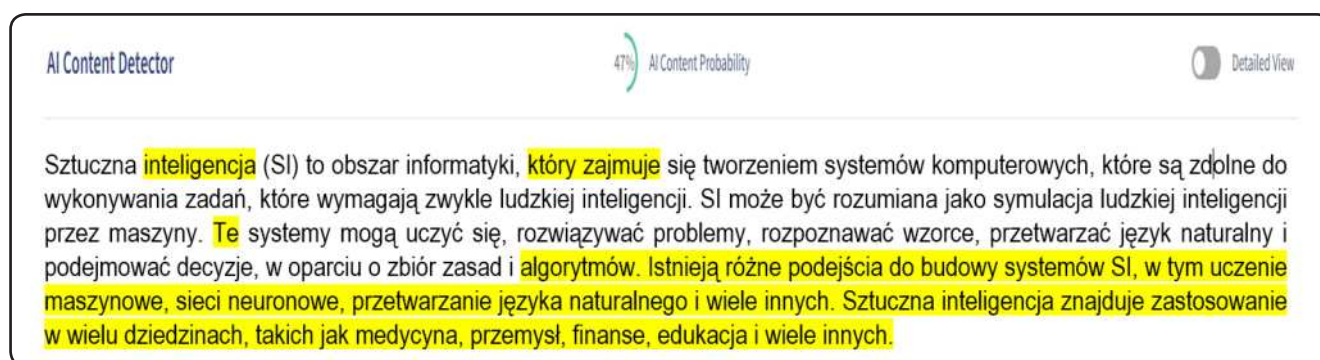 AI Content Detector 47% AI Content Probability Detailed View
Sztuczna inteligencja (SI) to obszar informatyki, który zajmuje się tworzeniem systemów komputerowych, które są zdolne do
wykonywania zadań, które wymagają zwykle ludzkiej inteligencji. SI może być rozumiana jako symulacja ludzkiej inteligencji
przez maszyny. Te systemy mogą uczyć się, rozwiązywać problemy, rozpoznawać wzorce, przetwarzać język naturalny i
podejmować decyzje, w oparciu o zbiór zasad i algorytmów. Istnieją różne podejścia do budowy systemów SI, w tym uczenie
maszynowe, sieci neuronowe, przetwarzanie języka naturalnego i wiele innych. Sztuczna inteligencja znajduje zastosowanie
w wielu dziedzinach, takich jak medycyna, przemysł, finanse, edukacja i wiele innych.